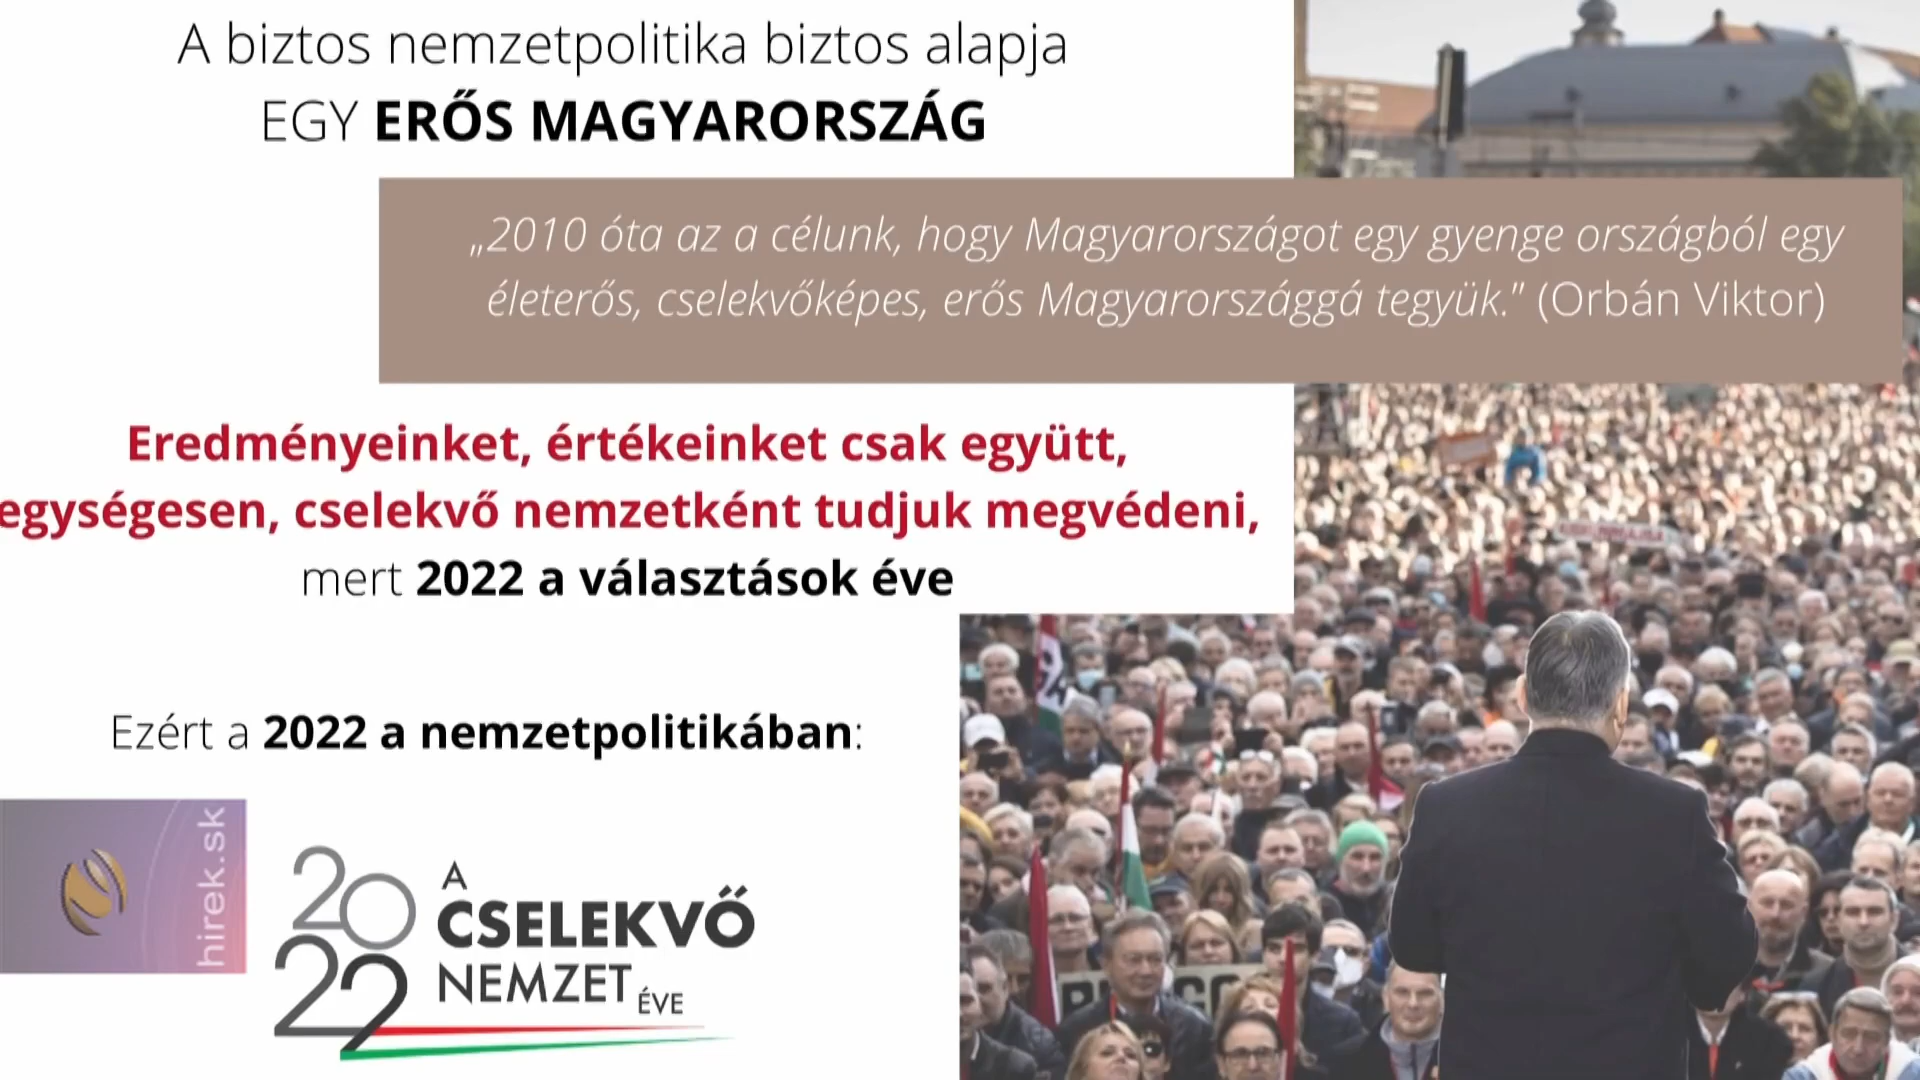 A biztos nemzetpolitika biztos alapja
EGY ERŐS MAGYARORSZÁG
„2010 óta az a célunk, hogy Magyarországot egy gyenge országból egy
életerős, cselekvőképes, erős Magyarországgá tegyük." (Orbán Viktor)
Eredményeinket, értékeinket csak együtt,
egységesen, cselekvő nemzetként tudjuk megvédeni,
mert 2022 a választások éve
Ezért a 2022 a nemzetpolitikában:
hirek.sk
2022
A
CSELEKVŐ
NEMZET ÉVE